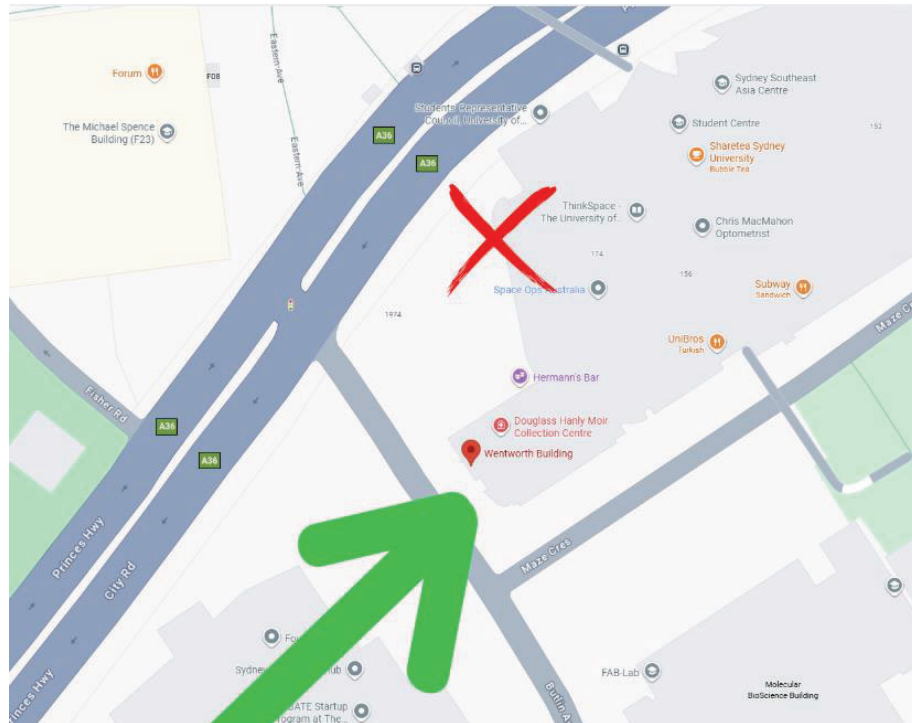 Forum
F08
The Michael Spence
Building (F23)
Eastern Ave
Eastern Ave
A36
A36
Students' Representative
Council, University of...
Sydney Southeast
Asia Centre
Student Centre
152
Sharetea Sydney
University
Bubble Tea
ThinkSpace -
The University of...
Chris MacMahon
Optometrist
174
156
Space Ops Australia
Subway
Sandwich
1974
UniBros
Turkish
Maze Cres
Hermann's Bar
Fisher Rd
Douglass Hanly Moir
Collection Centre
Wentworth Building
A36
A36
Princes Hwy
City Rd
Maze Cres
Sydney
FAB-Lab
Molecular
BioScience Building
Startup
Program at The...
Butlin A
Princes Hwy